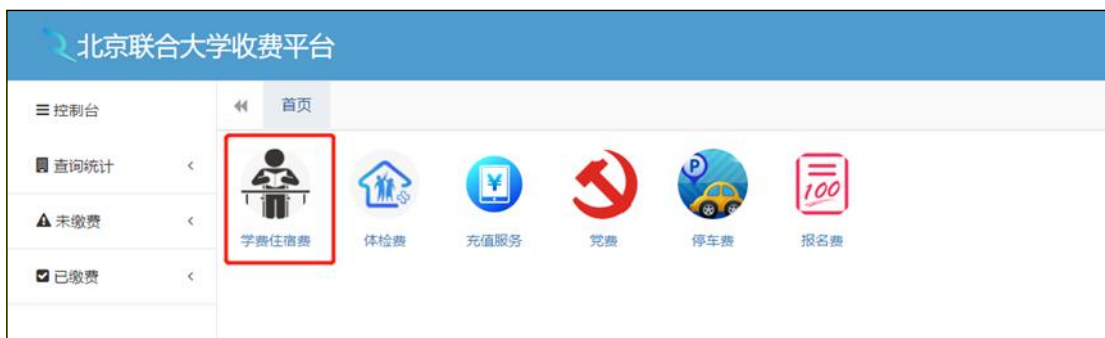 北京联合大学收费平台
控制台
首页
查询统计
未缴费
已缴费
¥
P
100
学费住宿费
体检费
充值服务
党费
停车费
报名费